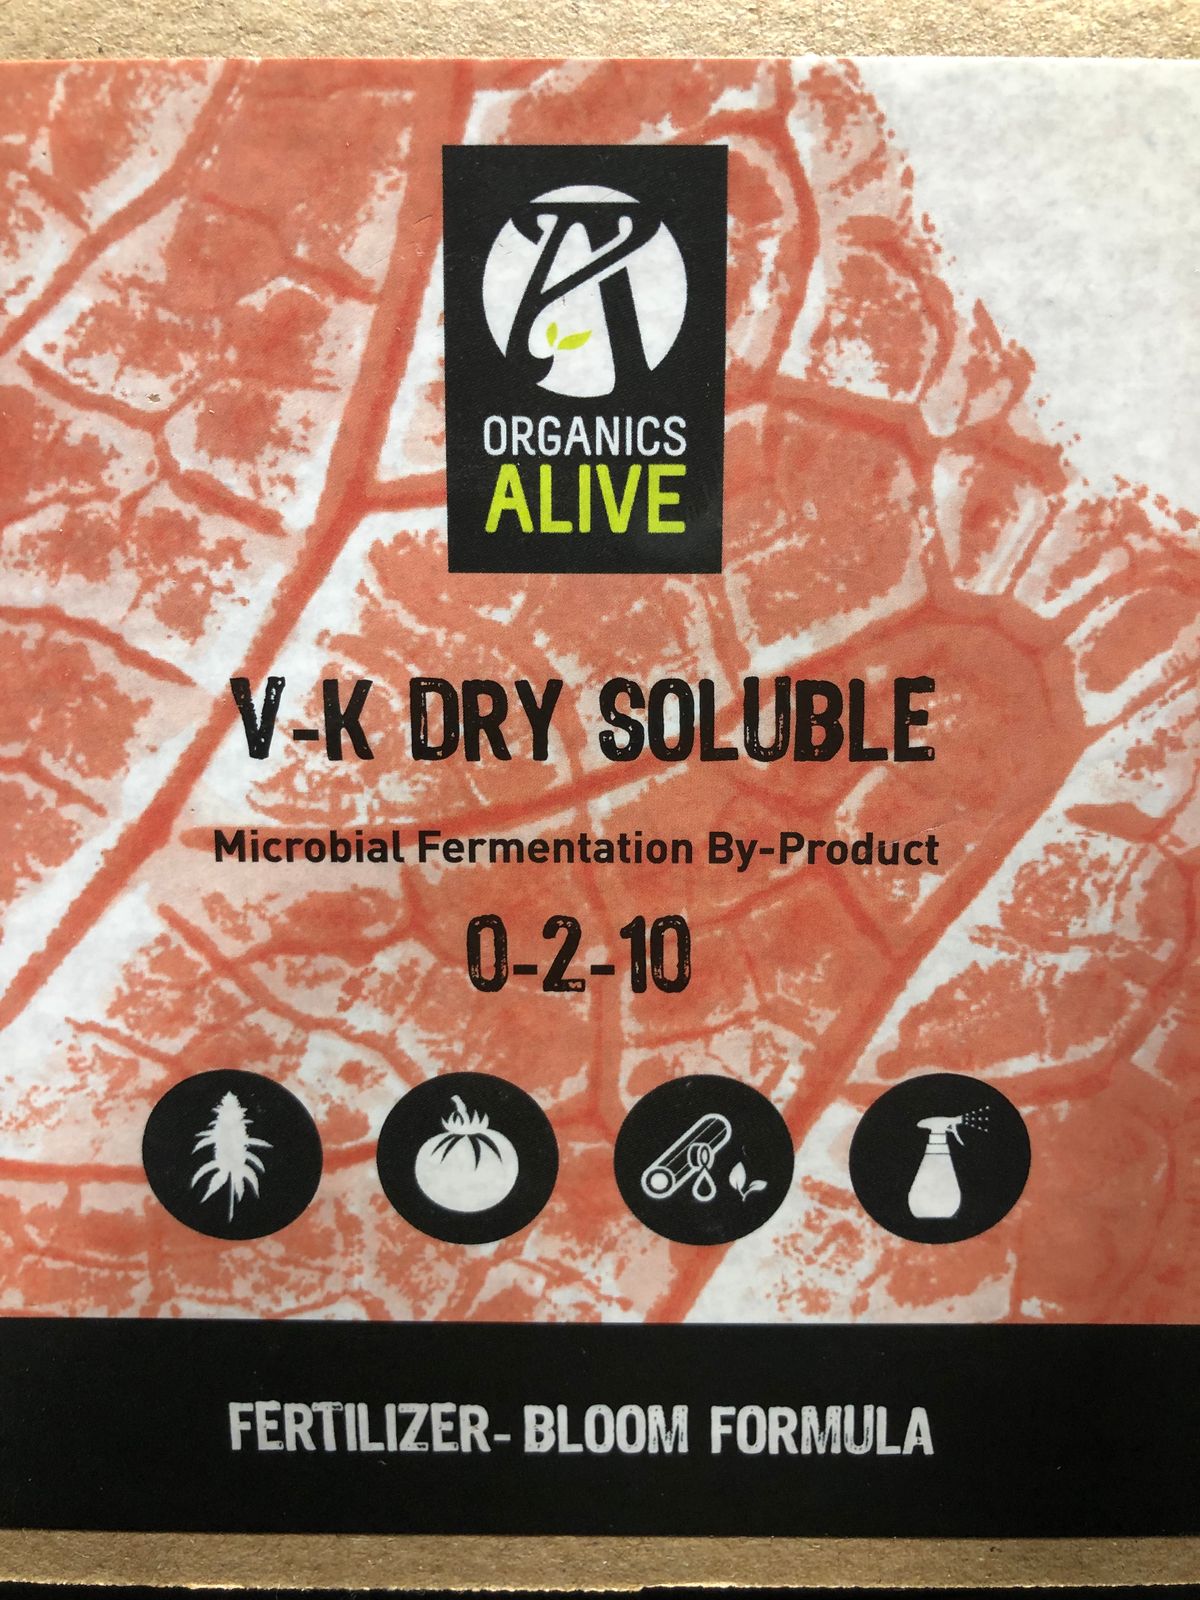 ORGANICS
ALIVE
V-K DRY SOLUBLE
Microbial Fermentation By-Product
0-2-10
FERTILIZER-BLOOM FORMULA